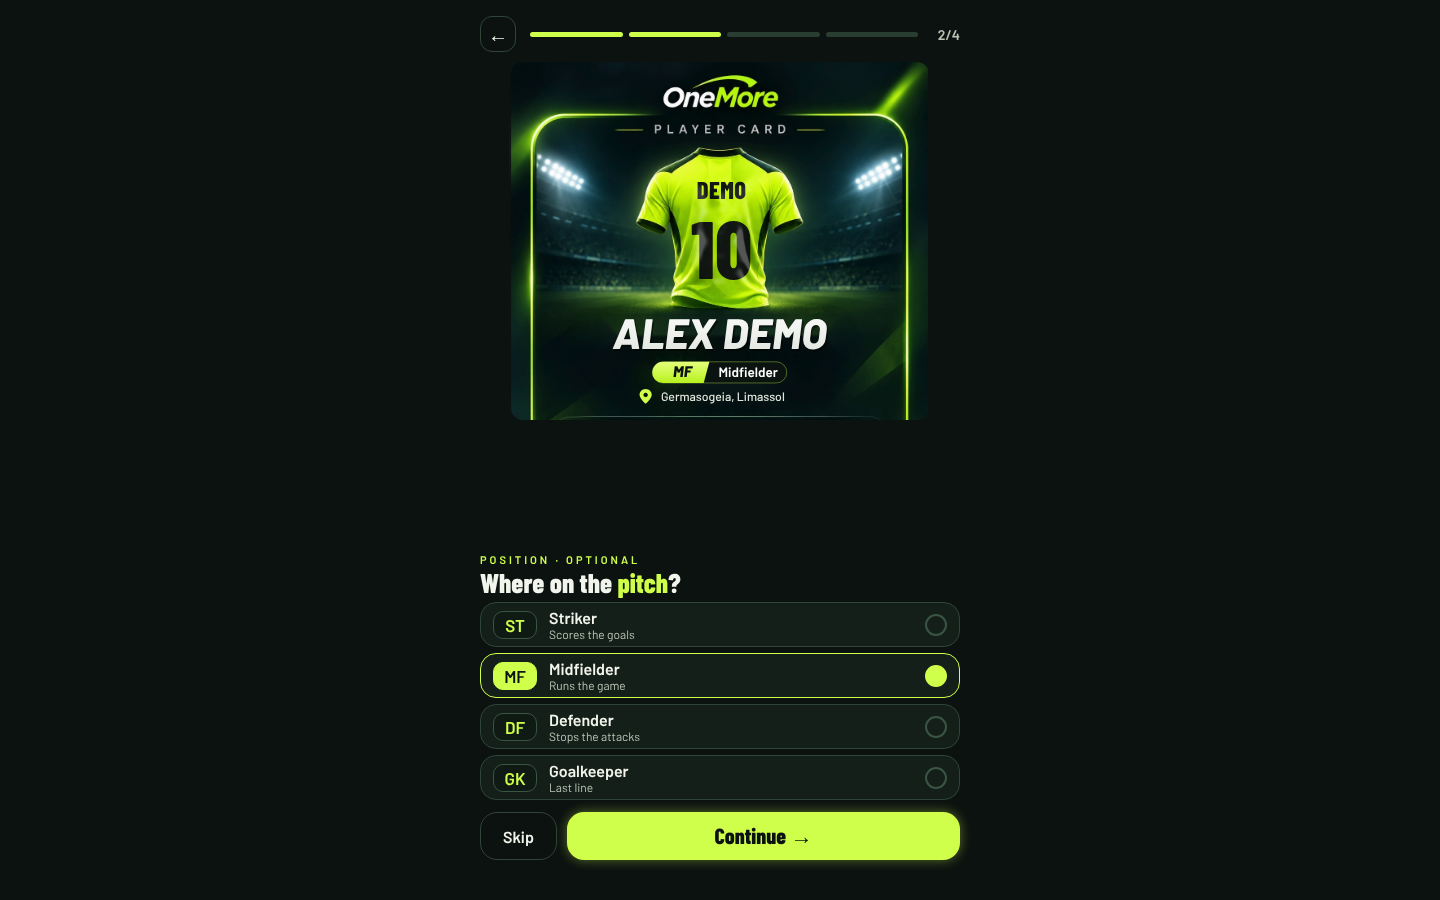 ←
2/4
OneMore
PLAYER CARD
DEMO
10
ALEX DEMO
MF Midfielder
Germasogeia, Limassol
POSITION · OPTIONAL
Where on the pitch?
ST Striker
Scores the goals
MF Midfielder
Runs the game
DF Defender
Stops the attacks
GK Goalkeeper
Last line
Skip
Continue →